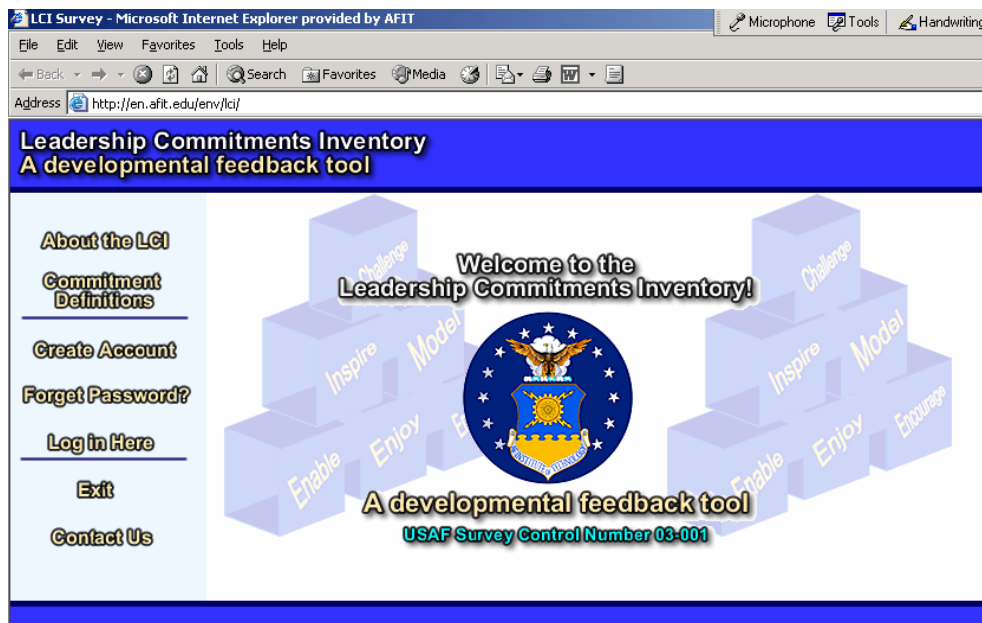 LCI Survey - Microsoft Internet Explorer provided by AFIT
Microphone Tools Handwriting
File Edit View Favorites Tools Help
Back Search Favorites Media
Address http://en.afit.edu/env/lci/
Leadership Commitments Inventory
A developmental feedback tool
About the LCI
Commitment
Definitions
Create Account
Forget Password?
Log in Here
Exit
Contact Us
Challenge
Inspire Model
Enable Enjoy
Welcome to the
Leadership Commitments Inventory!
A developmental feedback tool
USAF Survey Control Number 03-001
Challenge
Inspire Model
Enable Enjoy Encourage